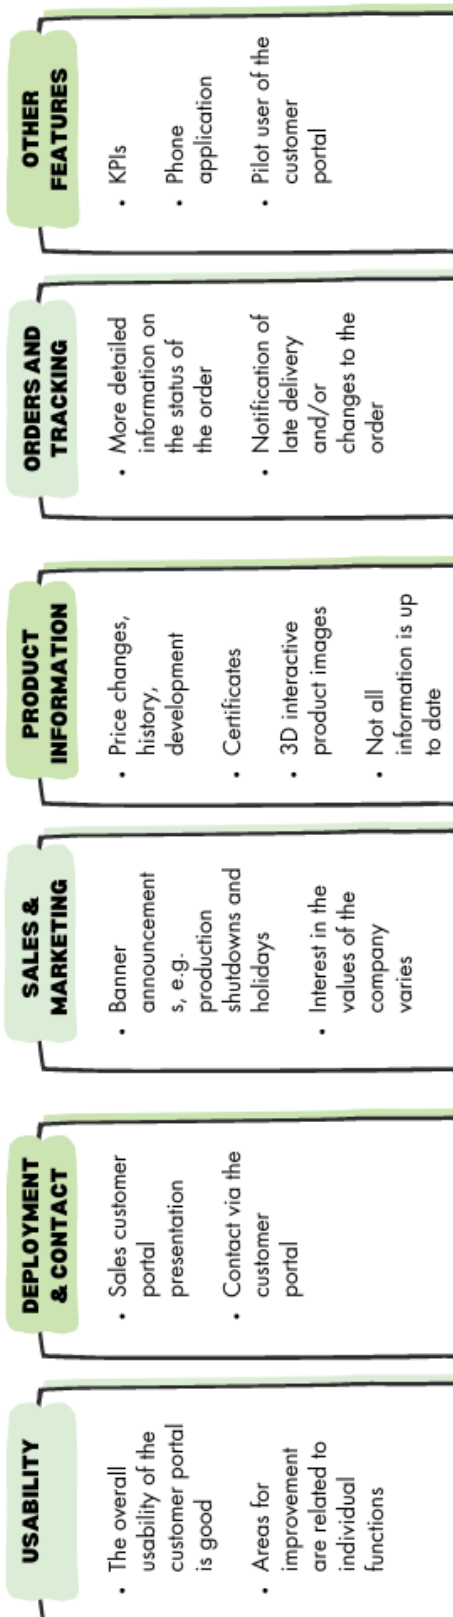 USABILITY
• The overall
usability of the
customer portal
is good
• Areas for
improvement
are related to
individual
functions
DEPLOYMENT
& CONTACT
• Sales customer
portal
presentation
• Contact via the
customer
portal
SALES &
MARKETING
• Banner
announcement
s, e.g.
production
shutdowns and
holidays
• Interest in the
values of the
company
varies
PRODUCT
INFORMATION
• Price changes,
history,
development
• Certificates
• 3D interactive
product images
• Not all
information is up
to date
ORDERS AND
TRACKING
• More detailed
information on
the status of
the order
• Notification of
late delivery
and/or
changes to the
order
OTHER
FEATURES
• KPIs
• Phone
application
• Pilot user of the
customer
portal